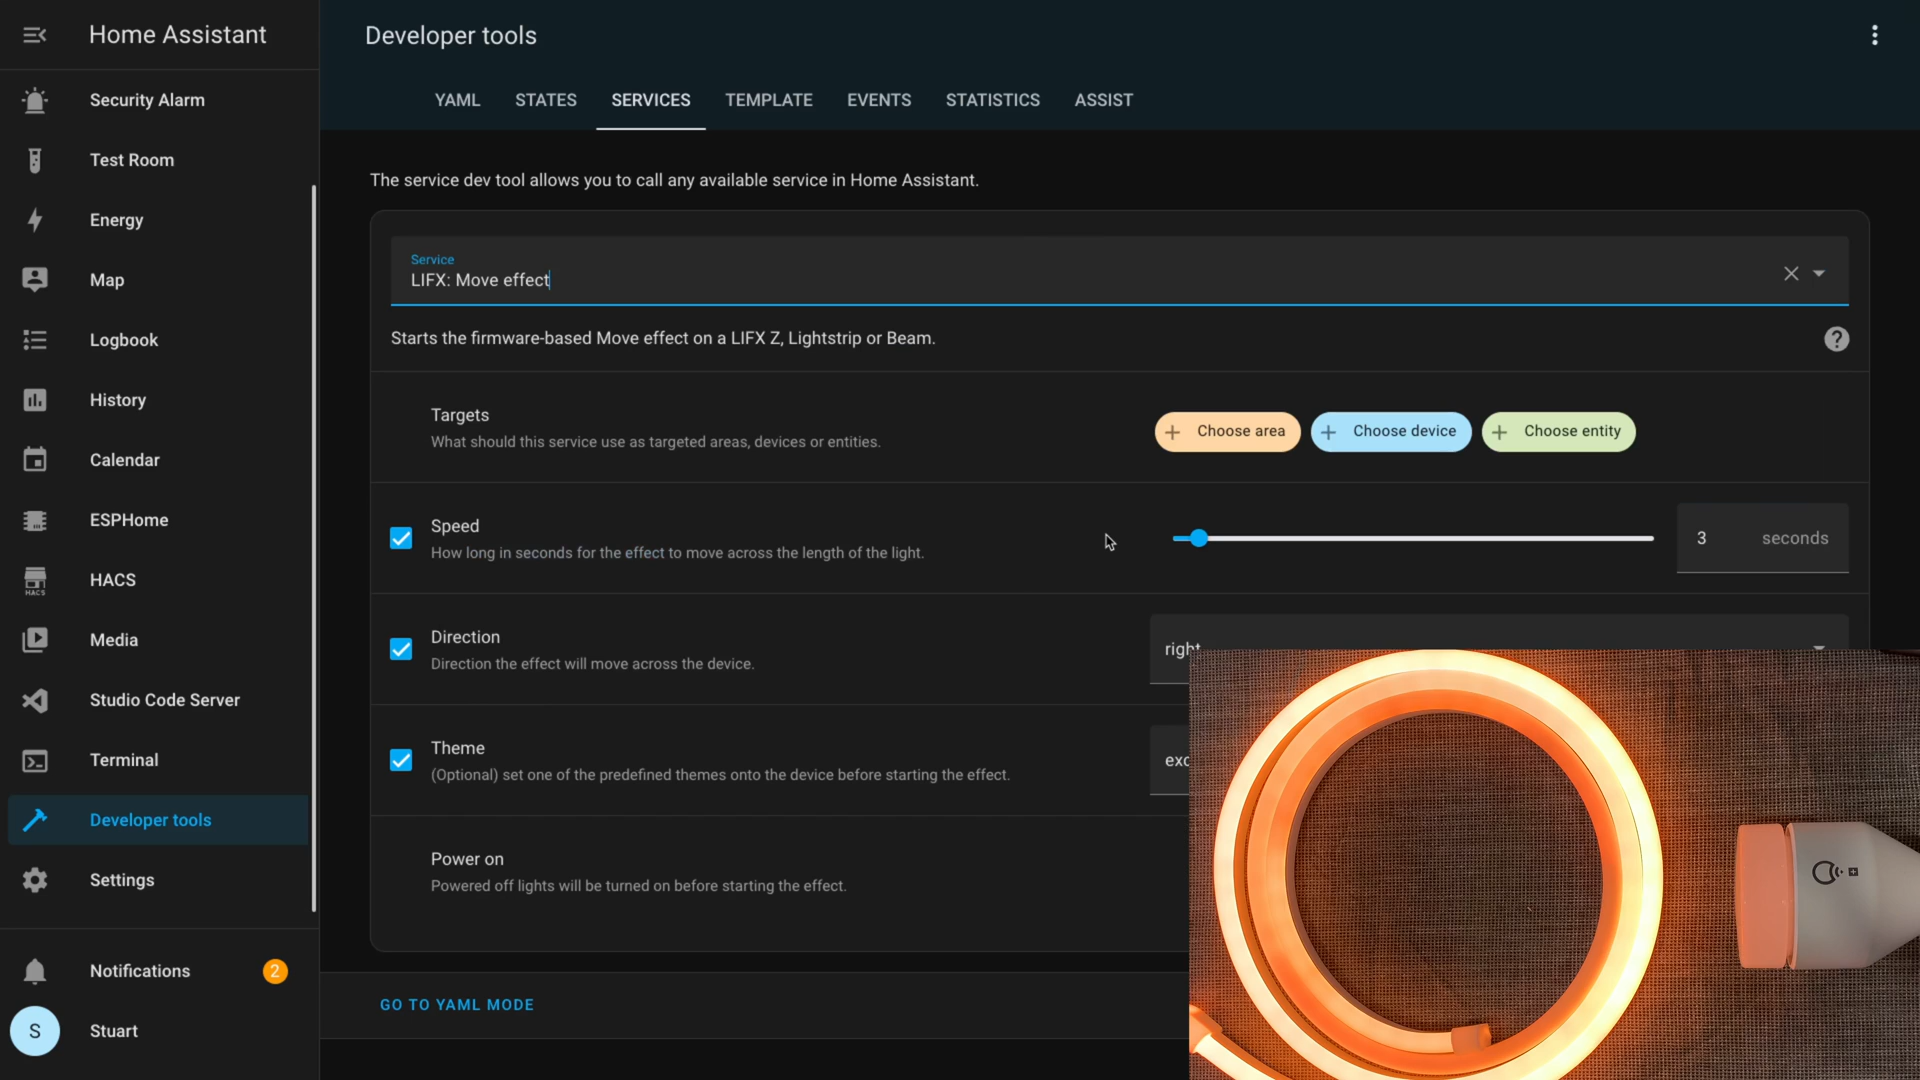 Home Assistant
Developer tools
Security Alarm
Test Room
Energy
Map
Logbook
History
Calendar
ESPHome
HACS
HACS
Media
Studio Code Server
Terminal
Developer tools
Settings
Notifications
2
S
Stuart
YAML STATES SERVICES TEMPLATE EVENTS STATISTICS ASSIST
The service dev tool allows you to call any available service in Home Assistant.
Service
LIFX: Move effect
Starts the firmware-based Move effect on a LIFX Z, Lightstrip or Beam.
Targets
What should this service use as targeted areas, devices or entities.
Choose area
Choose device
Choose entity
Speed
How long in seconds for the effect to move across the length of the light.
3 seconds
Direction
Direction the effect will move across the device.
right
Theme
(Optional) set one of the predefined themes onto the device before starting the effect.
Power on
Powered off lights will be turned on before starting the effect.
GO TO YAML MODE